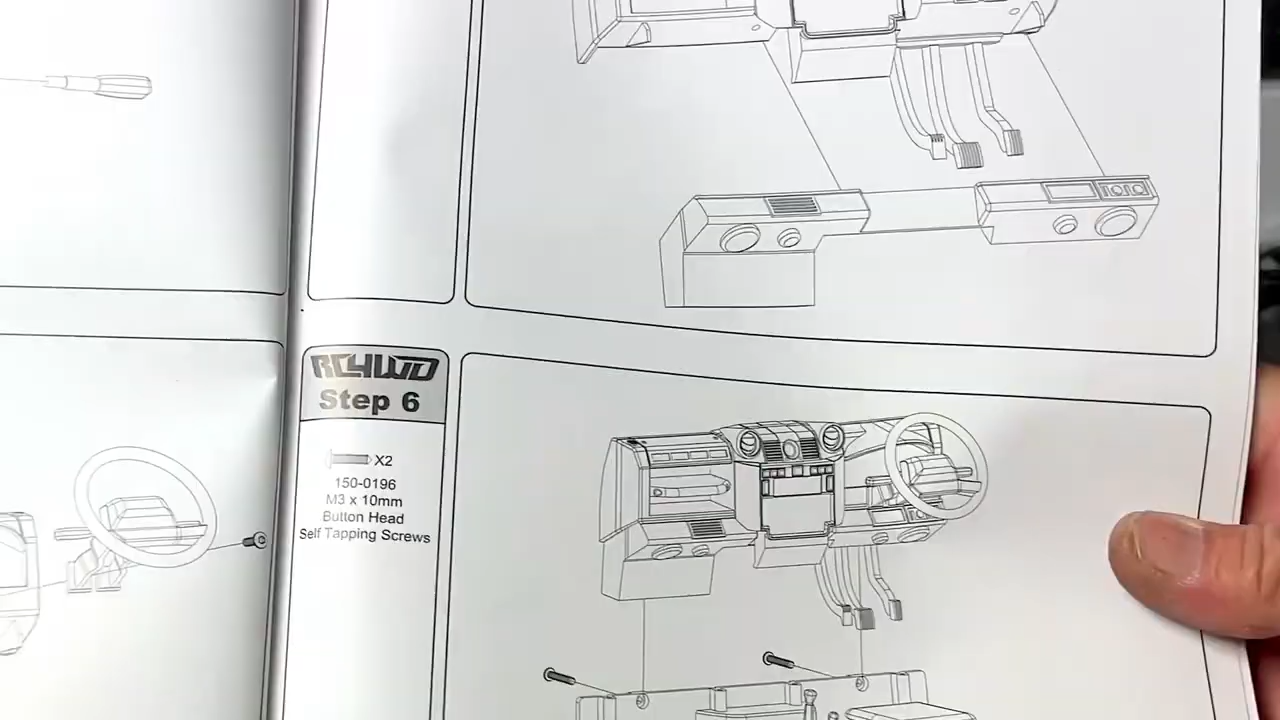 RC4WD
Step 6
X2
150-0196
M3 x 10mm
Button Head
Self Tapping Screws